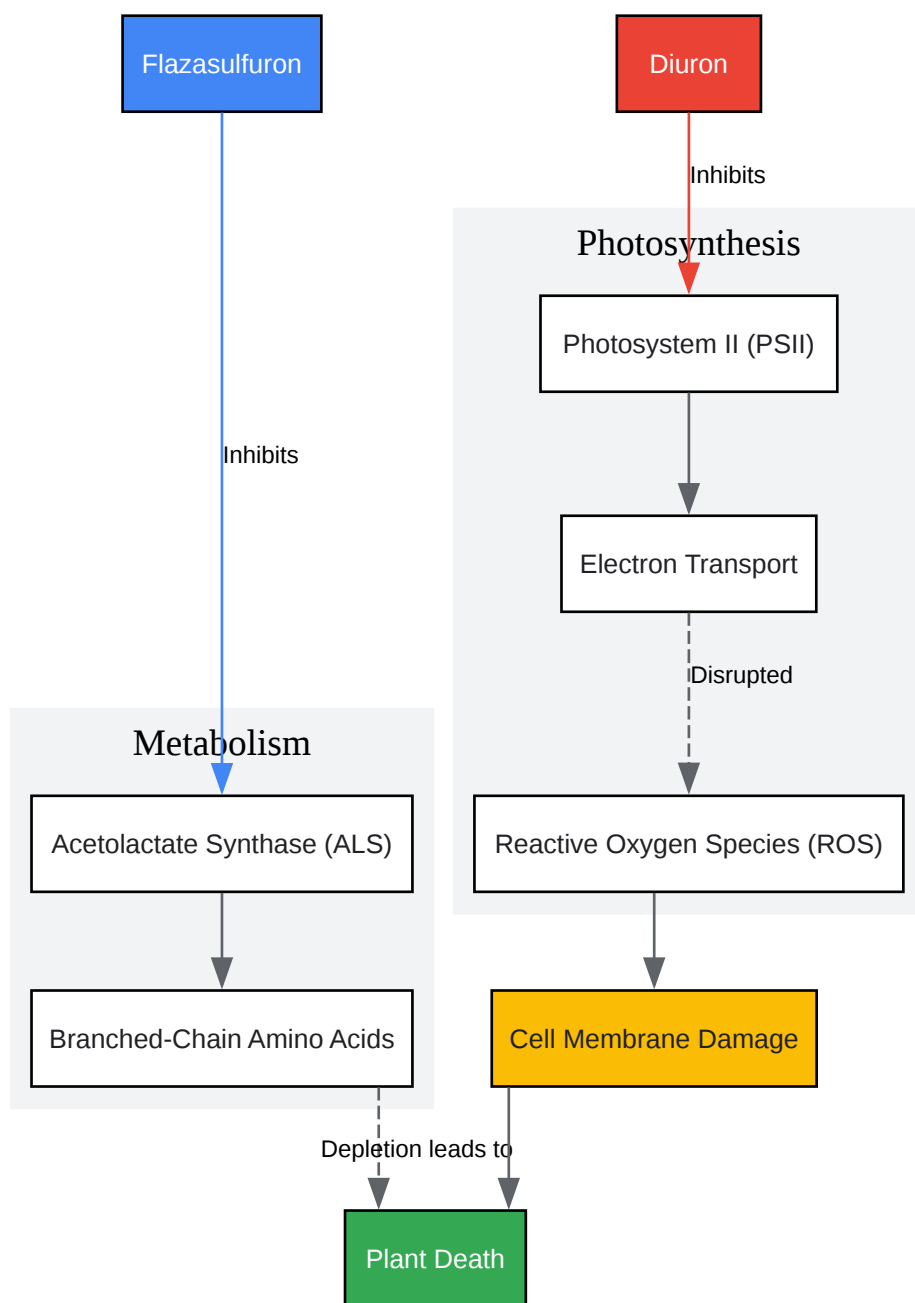 Flazasulfuron
Diuron
Inhibits
Photosynthesis
Photosystem II (PSII)
Inhibits
Electron Transport
Disrupted
Metabolism
Acetolactate Synthase (ALS)
Reactive Oxygen Species (ROS)
Branched-Chain Amino Acids
Cell Membrane Damage
Depletion leads to
Plant Death